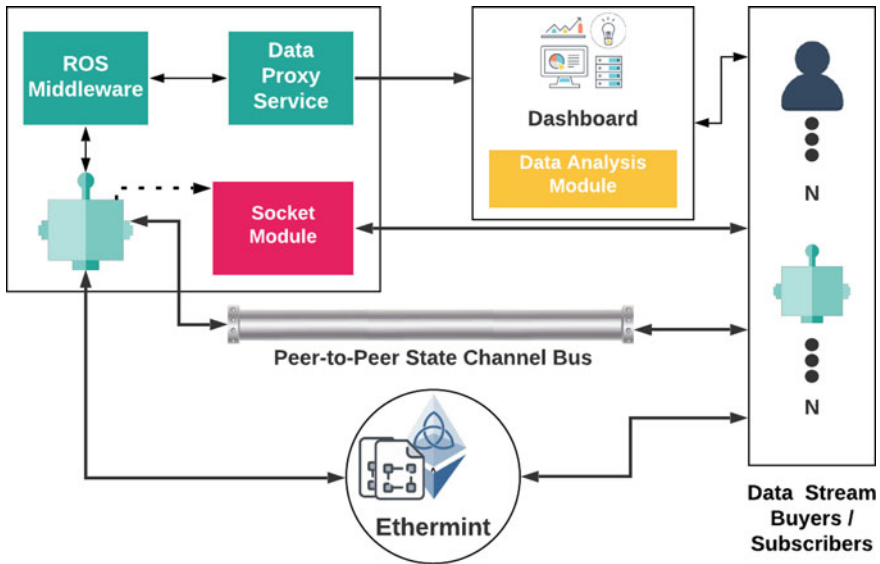 ROS
Middleware
Data
Proxy
Service
Dashboard
Data Analysis
Module
Socket
Module
N
N
Peer-to-Peer State Channel Bus
Ethermint
Data Stream
Buyers /
Subscribers